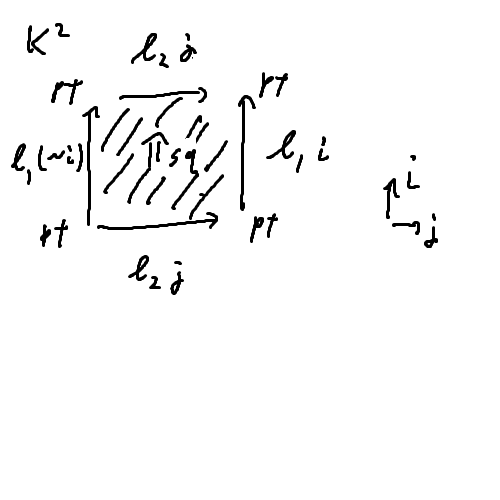 K²
l₂ j
pt pt
l₁(~i) sq l₁ i
i
pt pt j
l₂ j